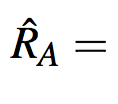 R̂_A =